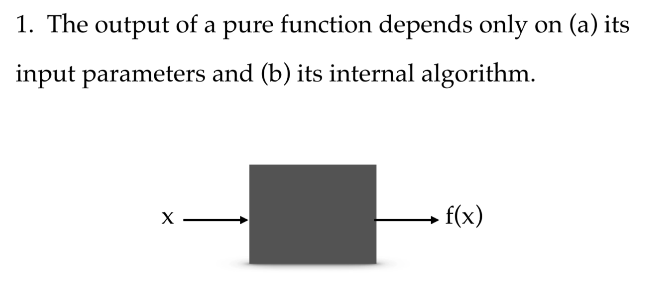 1. The output of a pure function depends only on (a) its
input parameters and (b) its internal algorithm.
x f(x)